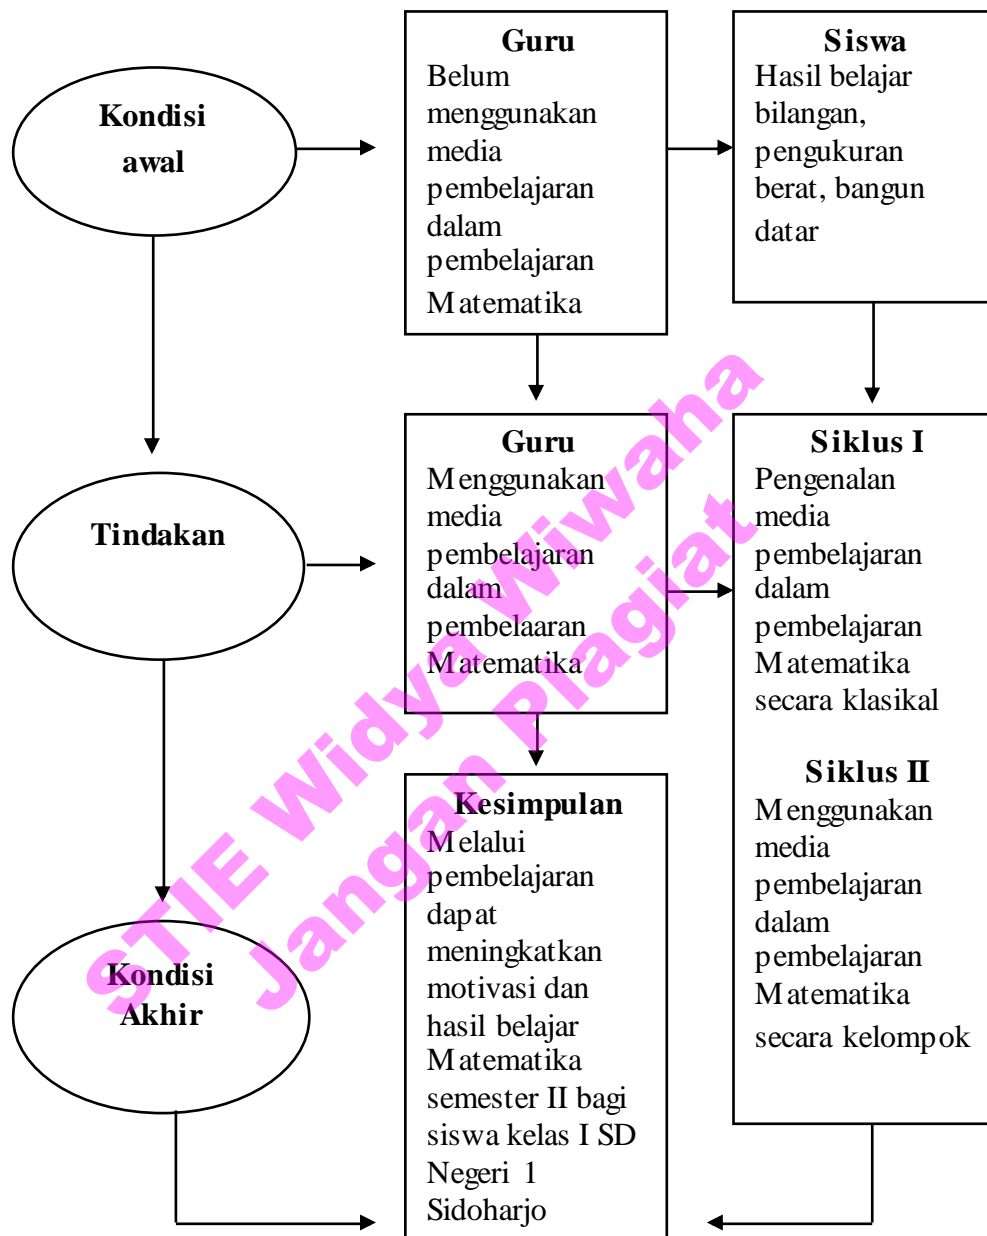 Kondisi
awal
Guru
Belum
menggunakan
media
pembelajaran
dalam
pembelajaran
Matematika
Siswa
Hasil belajar
bilangan,
pengukuran
berat, bangun
datar
Tindakan
Guru
Menggunakan
media
pembelajaran
dalam
pembelaaran
Matematika
Siklus I
Pengenalan
media
pembelajaran
dalam
pembelajaran
Matematika
secara klasikal
Siklus II
Menggunakan
media
pembelajaran
dalam
pembelajaran
Matematika
secara kelompok
Kondisi
Akhir
Kesimpulan
Melalui
pembelajaran
dapat
meningkatkan
motivasi dan
hasil belajar
Matematika
semester II bagi
siswa kelas I SD
Negeri 1
Sidoharjo
STIE Widya Wiwaha
Jangan Plagiat